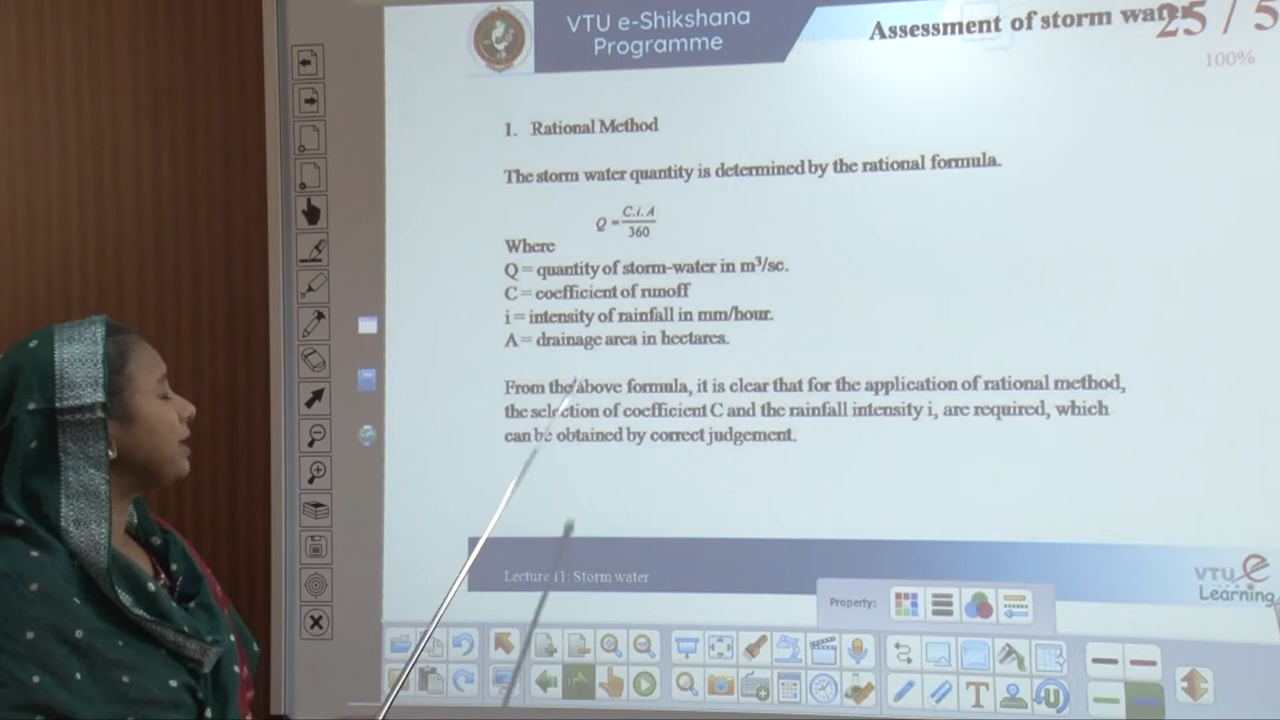 VTU e-Shikshana
Programme
Assessment of storm water
25 / 5
100%
1. Rational Method
The storm water quantity is determined by the rational formula.
Q = C.i.A / 360
Where
Q = quantity of storm-water in m³/sc.
C = coefficient of runoff
i = intensity of rainfall in mm/hour.
A = drainage area in hectares.
From the above formula, it is clear that for the application of rational method,
the selection of coefficient C and the rainfall intensity i, are required, which
can be obtained by correct judgement.
Lecture 11: Storm water
VTU e
Learning
Property: